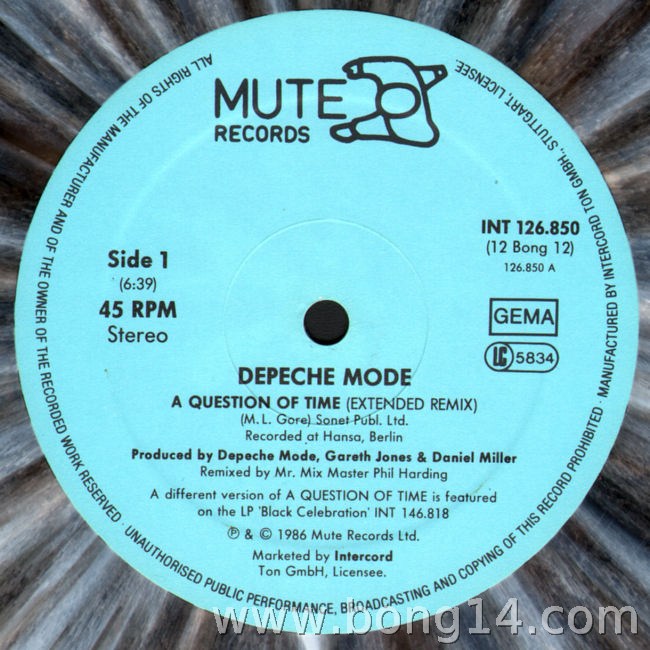 MUTE
RECORDS
INT 126.850
(12 Bong 12)
126.850 A
Side 1
(6:39)
45 RPM
Stereo
GEMA
LC 5834
DEPECHE MODE
A QUESTION OF TIME (EXTENDED REMIX)
(M. L. Gore) Sonet Publ. Ltd.
Recorded at Hansa, Berlin
Produced by Depeche Mode, Gareth Jones & Daniel Miller
Remixed by Mr. Mix Master Phil Harding
A different version of A QUESTION OF TIME is featured
on the LP 'Black Celebration' INT 146.818
℗ & © 1986 Mute Records Ltd.
Marketed by Intercord
Ton GmbH, Licensee.
ALL RIGHTS OF THE MANUFACTURER AND OF THE OWNER OF THE RECORDED WORK RESERVED · UNAUTHORISED PUBLIC PERFORMANCE, BROADCASTING AND COPYING OF THIS RECORD PROHIBITED · MANUFACTURED BY INTERCORD TON GMBH., STUTTGART, LICENSEE.
www.bong14.com